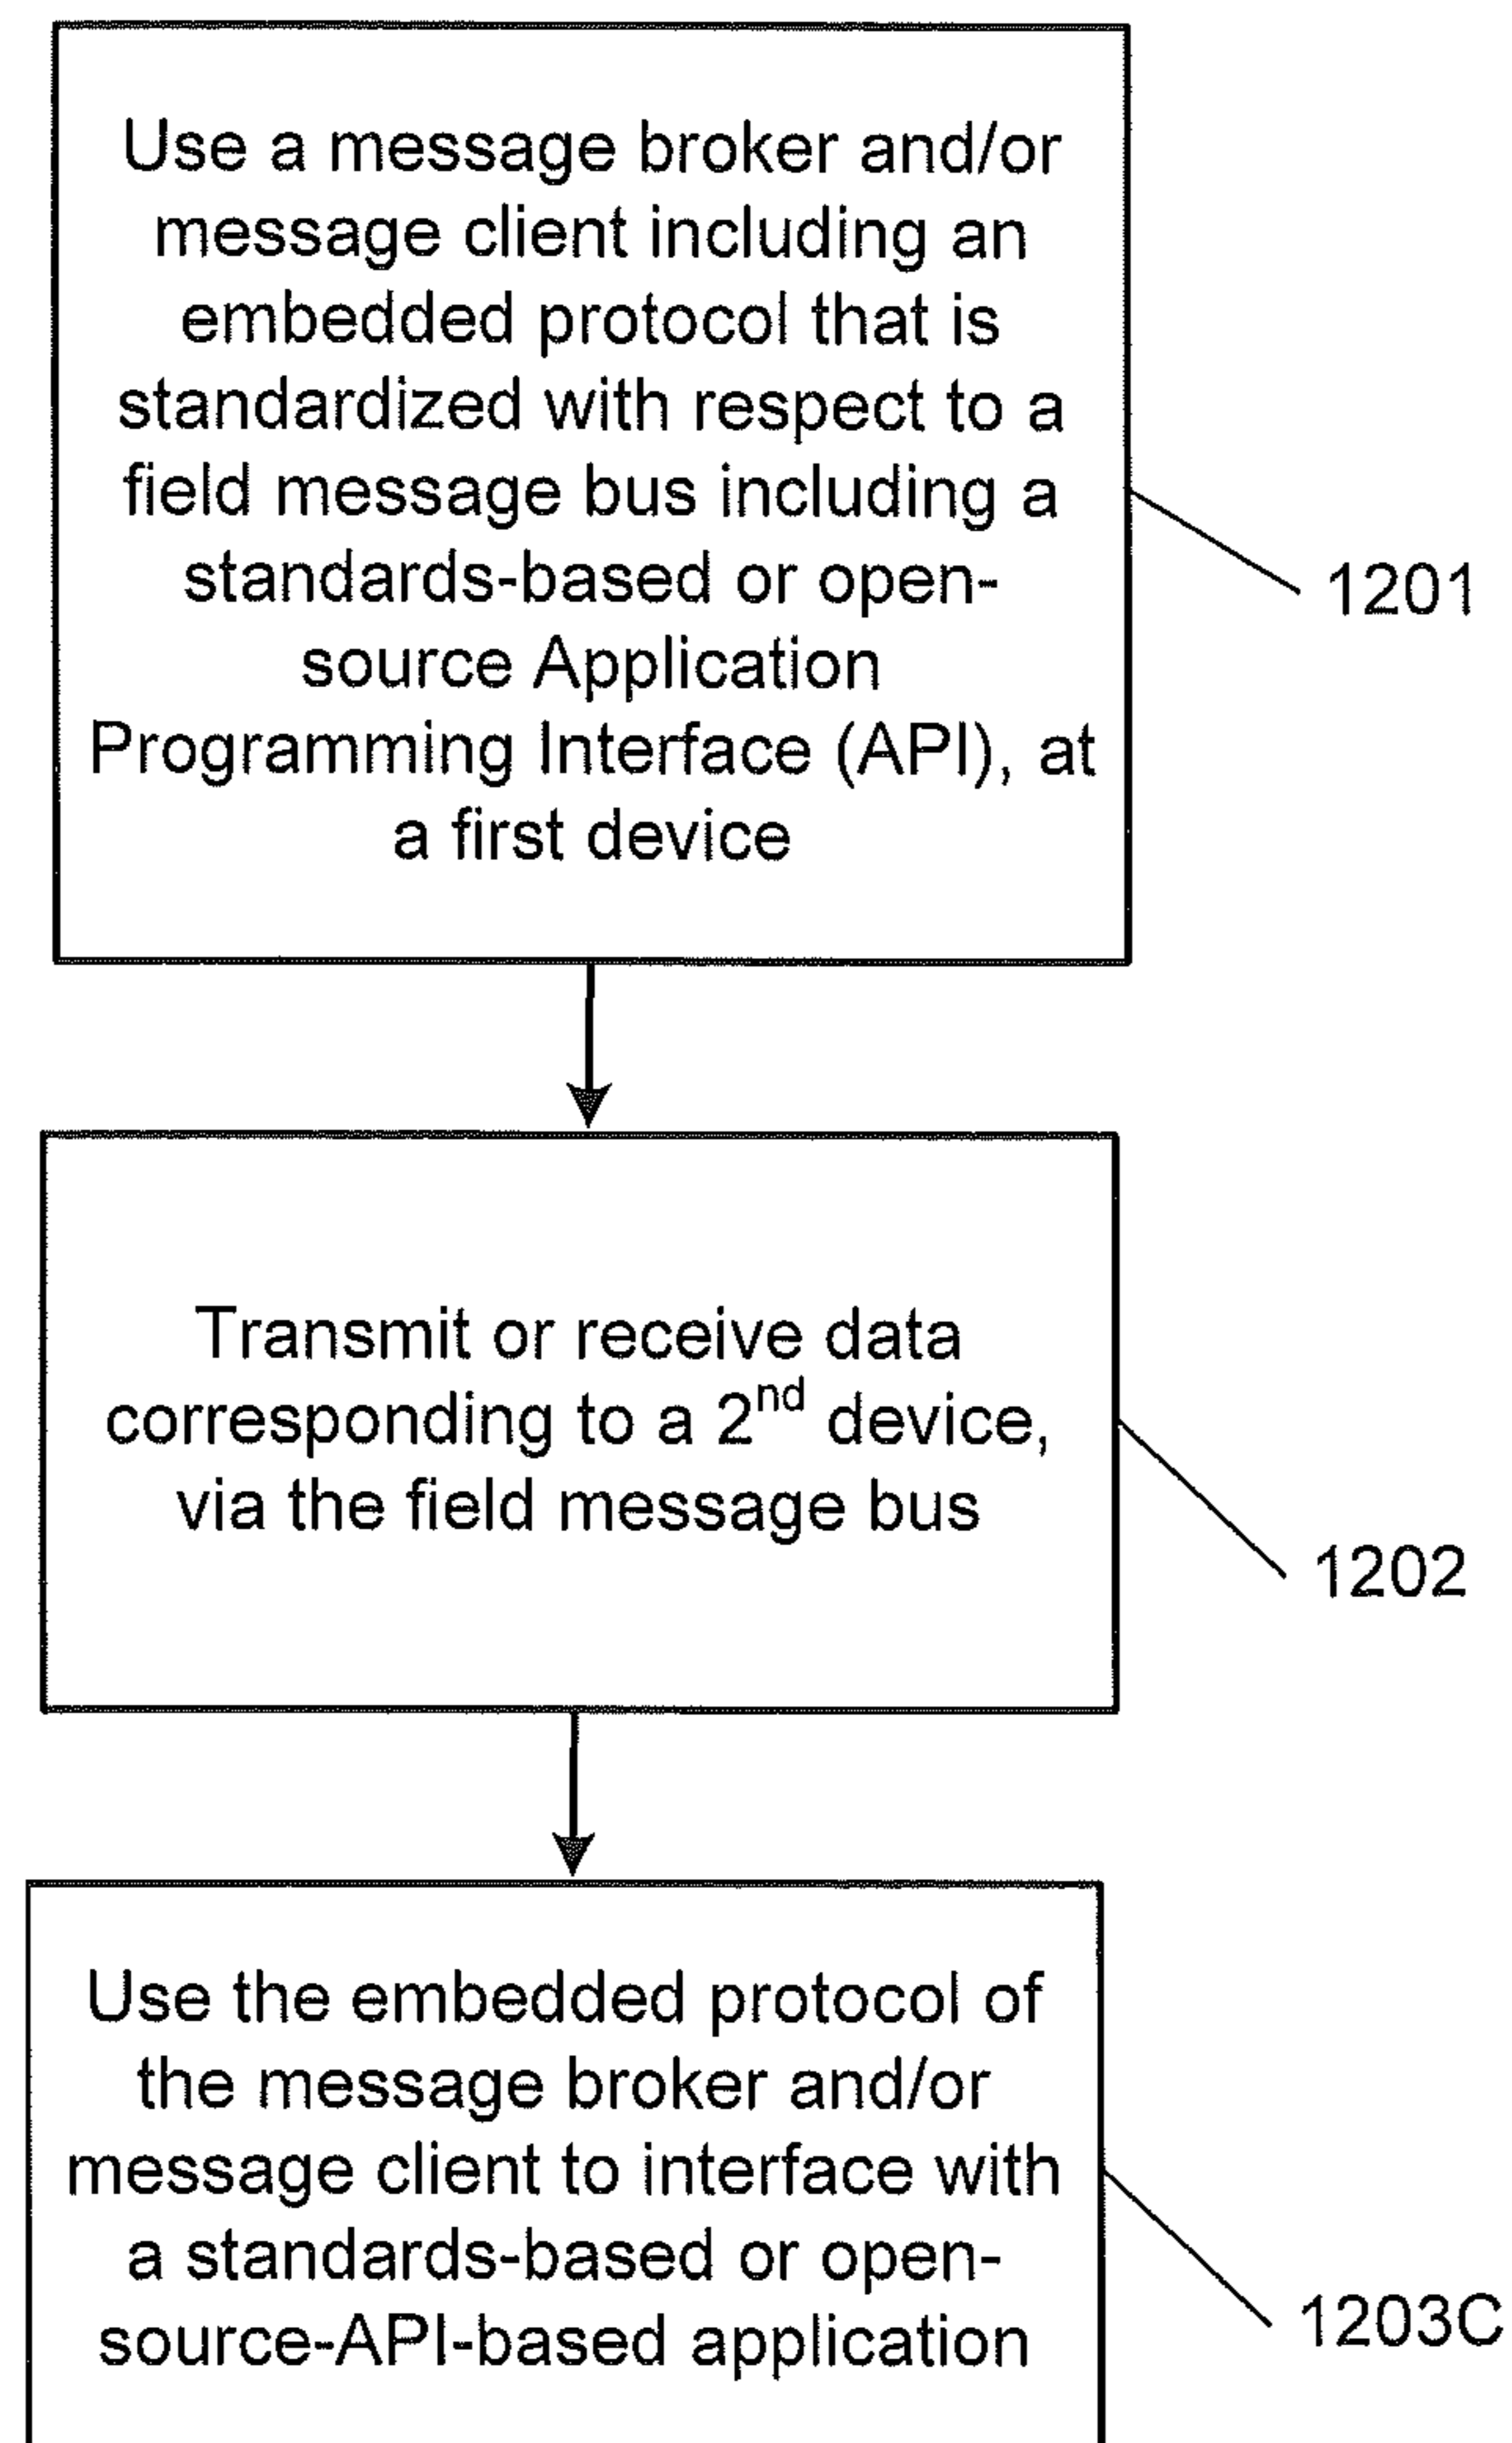 Use a message broker and/or
message client including an
embedded protocol that is
standardized with respect to a
field message bus including a
standards-based or open-
source Application
Programming Interface (API), at
a first device
1201
Transmit or receive data
corresponding to a 2nd device,
via the field message bus
1202
Use the embedded protocol of
the message broker and/or
message client to interface with
a standards-based or open-
source-API-based application
1203C